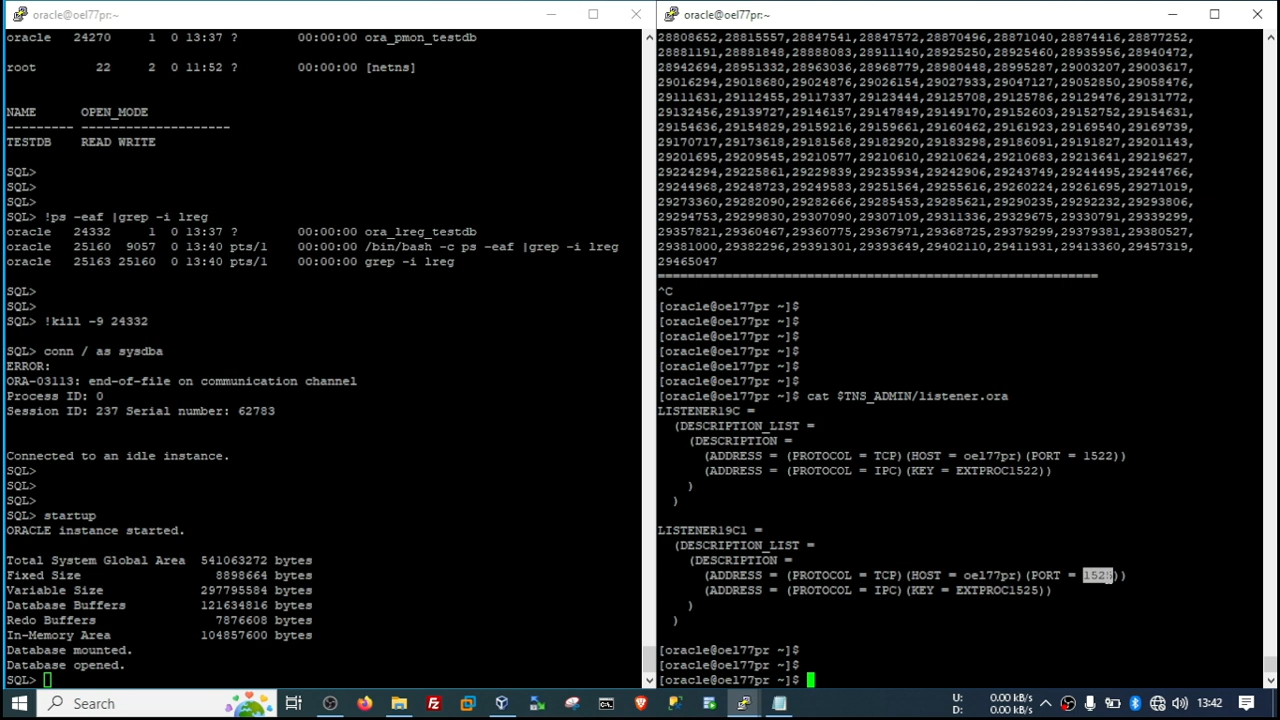 oracle@oel77pr:~
oracle   24270     1  0 13:37 ?        00:00:00 ora_pmon_testdb
root        22     2  0 11:52 ?        00:00:00 [netns]
NAME      OPEN_MODE
--------- --------------------
TESTDB    READ WRITE
SQL>
SQL>
SQL>
SQL> !ps -eaf |grep -i lreg
oracle   24332     1  0 13:37 ?        00:00:00 ora_lreg_testdb
oracle   25160  9057  0 13:40 pts/1    00:00:00 /bin/bash -c ps -eaf |grep -i lreg
oracle   25163 25160  0 13:40 pts/1    00:00:00 grep -i lreg
SQL>
SQL>
SQL> !kill -9 24332
SQL> conn / as sysdba
ERROR:
ORA-03113: end-of-file on communication channel
Process ID: 0
Session ID: 237 Serial number: 62783
Connected to an idle instance.
SQL>
SQL>
SQL>
SQL> startup
ORACLE instance started.
Total System Global Area  541063272 bytes
Fixed Size                  8898664 bytes
Variable Size             297795584 bytes
Database Buffers          121634816 bytes
Redo Buffers                7876608 bytes
In-Memory Area            104857600 bytes
Database mounted.
Database opened.
SQL>
oracle@oel77pr:~
28808652,28815557,28847541,28847572,28870496,28871040,28874416,28877252,
28881191,28881848,28888083,28911140,28925250,28925460,28935956,28940472,
28942694,28951332,28963036,28968779,28980448,28995287,29003207,29003617,
29016294,29018680,29024876,29026154,29027933,29047127,29052850,29058476,
29111631,29112455,29117337,29123444,29125708,29125786,29129476,29131772,
29132456,29139727,29146157,29147849,29149170,29152603,29152752,29154631,
29154636,29154829,29159216,29159661,29160462,29161923,29169540,29169739,
29170717,29173618,29181568,29182920,29183298,29186091,29191827,29201143,
29201695,29209545,29210577,29210610,29210624,29210683,29213641,29219627,
29224294,29225861,29229839,29235934,29242906,29243749,29244495,29244766,
29244968,29248723,29249583,29251564,29255616,29260224,29261695,29271019,
29273360,29282090,29282666,29285453,29285621,29290235,29292232,29293806,
29294753,29299830,29307090,29307109,29311336,29329675,29330791,29339299,
29357821,29360467,29360775,29367971,29368725,29379299,29379381,29380527,
29381000,29382296,29391301,29393649,29402110,29411931,29413360,29457319,
29465047
===========================================================
^C
[oracle@oel77pr ~]$
[oracle@oel77pr ~]$
[oracle@oel77pr ~]$
[oracle@oel77pr ~]$
[oracle@oel77pr ~]$
[oracle@oel77pr ~]$
[oracle@oel77pr ~]$ cat $TNS_ADMIN/listener.ora
LISTENER19C =
  (DESCRIPTION_LIST =
    (DESCRIPTION =
      (ADDRESS = (PROTOCOL = TCP)(HOST = oel77pr)(PORT = 1522))
      (ADDRESS = (PROTOCOL = IPC)(KEY = EXTPROC1522))
    )
  )
LISTENER19C1 =
  (DESCRIPTION_LIST =
    (DESCRIPTION =
      (ADDRESS = (PROTOCOL = TCP)(HOST = oel77pr)(PORT = 1525))
      (ADDRESS = (PROTOCOL = IPC)(KEY = EXTPROC1525))
    )
  )
[oracle@oel77pr ~]$
[oracle@oel77pr ~]$
[oracle@oel77pr ~]$
Search
U: 0.00 kB/s
D: 0.00 kB/s
13:42